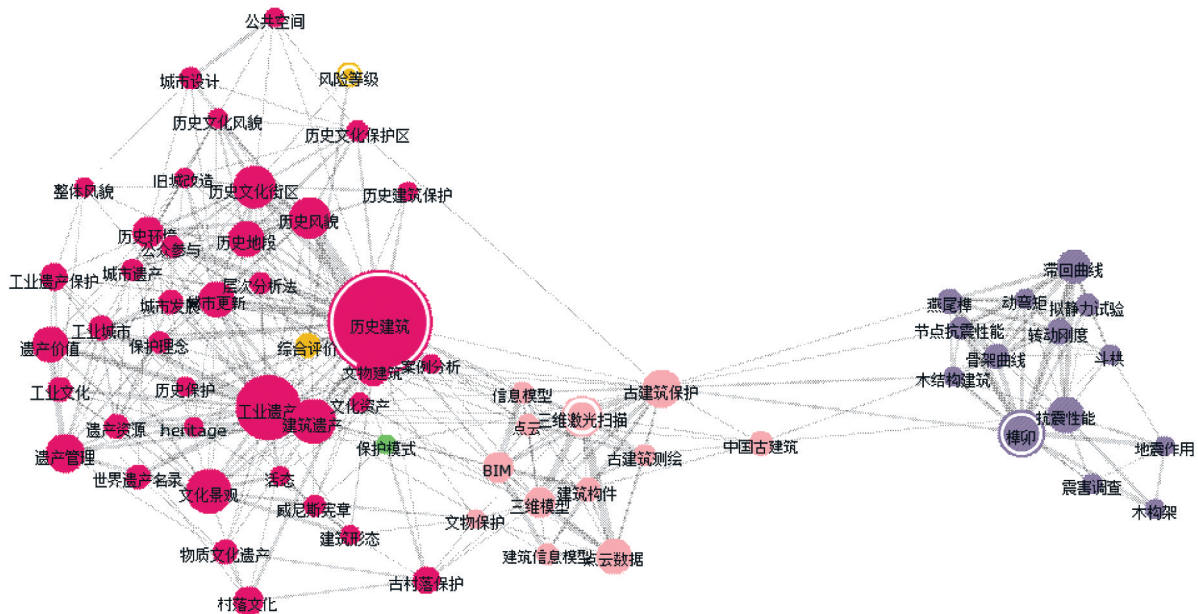 公共空间
城市设计
风险等级
历史文化风貌
历史文化保护区
旧城改造
整体风貌
历史文化街区
历史建筑保护
历史风貌
历史环境
历史地段
公众参与
城市遗产
工业遗产保护
层次分析法
城市发展
城市更新
历史建筑
工业城市
遗产价值
保护理念
综合评价
案例分析
文物建筑
历史保护
工业文化
文化资产
工业遗产
建筑遗产
遗产资源
heritage
保护模式
遗产管理
世界遗产名录
活态
文化景观
威尼斯宪章
建筑形态
物质文化遗产
古村落保护
村落文化
信息模型
古建筑保护
点云
三维激光扫描
中国古建筑
古建筑测绘
BIM
建筑构件
三维模型
文物保护
建筑信息模型
点云数据
滞回曲线
燕尾榫
动弯矩
拟静力试验
节点抗震性能
转动刚度
骨架曲线
斗栱
木结构建筑
抗震性能
榫卯
地震作用
震害调查
木构架